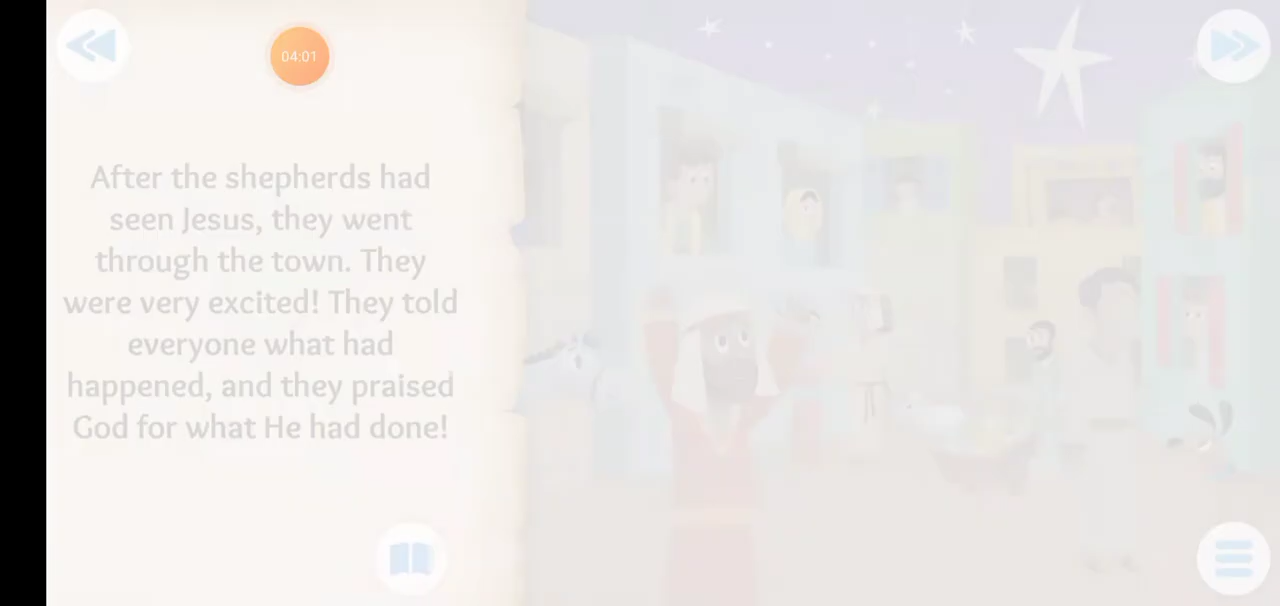 04:01
After the shepherds had
seen Jesus, they went
through the town. They
were very excited! They told
everyone what had
happened, and they praised
God for what He had done!